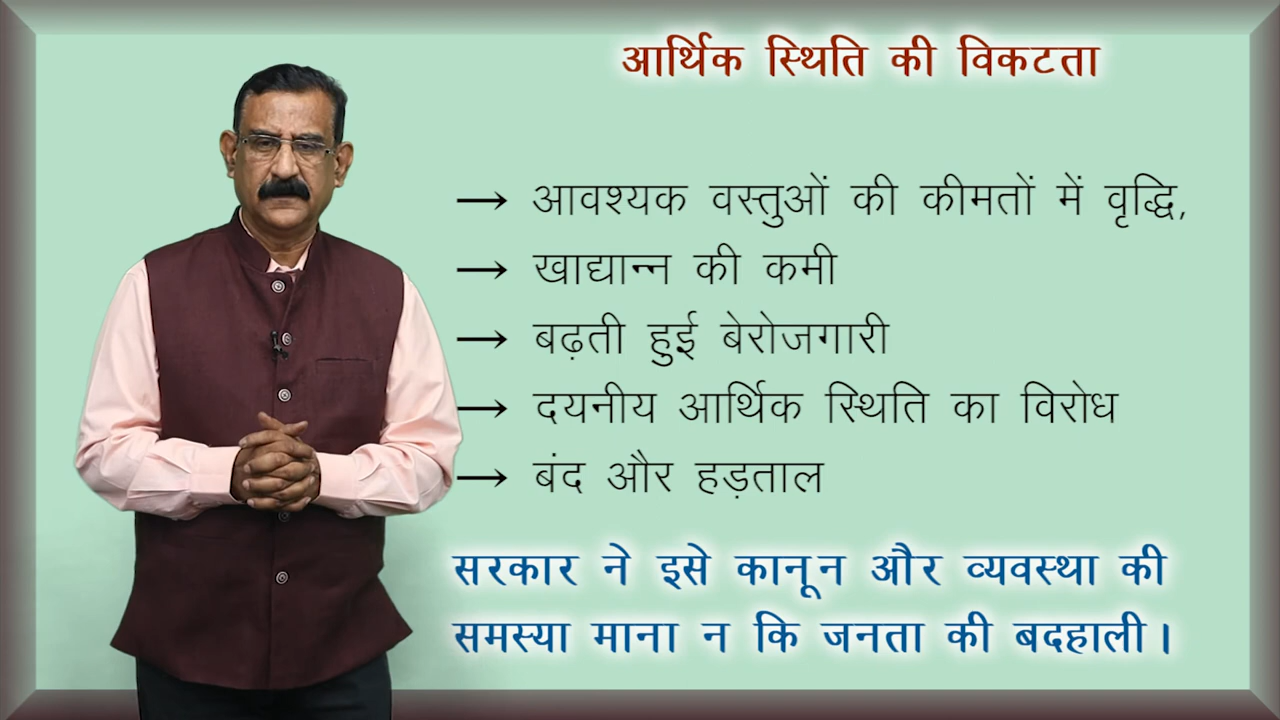 आर्थिक स्थिति की विकटता
→ आवश्यक वस्तुओं की कीमतों में वृद्धि,
→ खाद्यान्न की कमी
→ बढ़ती हुई बेरोजगारी
→ दयनीय आर्थिक स्थिति का विरोध
→ बंद और हड़ताल
सरकार ने इसे कानून और व्यवस्था की
समस्या माना न कि जनता की बदहाली।